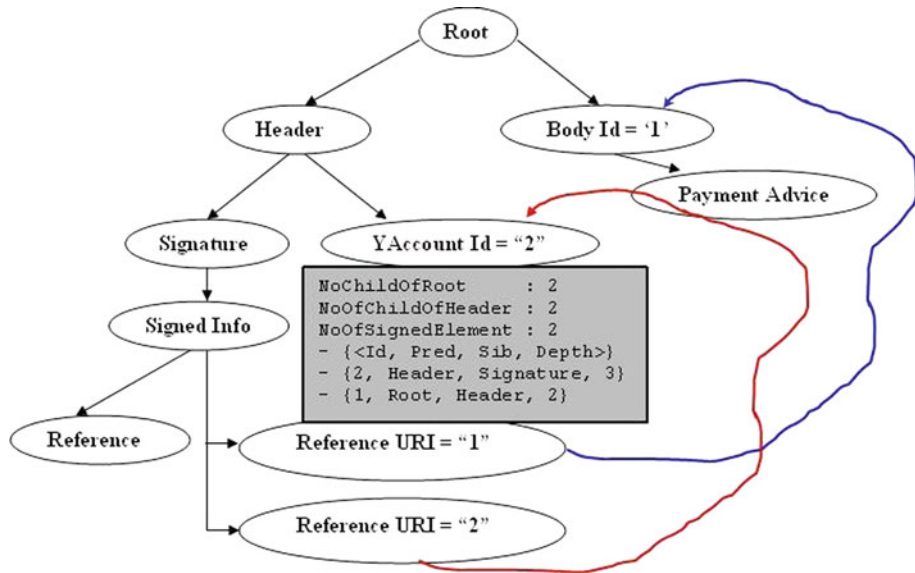 Root
Header
Body Id = ‘1’
Payment Advice
Signature
YAccount Id = “2”
NoChildOfRoot : 2
NoOfChildOfHeader : 2
NoOfSignedElement : 2
- {<Id, Pred, Sib, Depth>}
- {2, Header, Signature, 3}
- {1, Root, Header, 2}
Signed Info
Reference
Reference URI = “1”
Reference URI = “2”